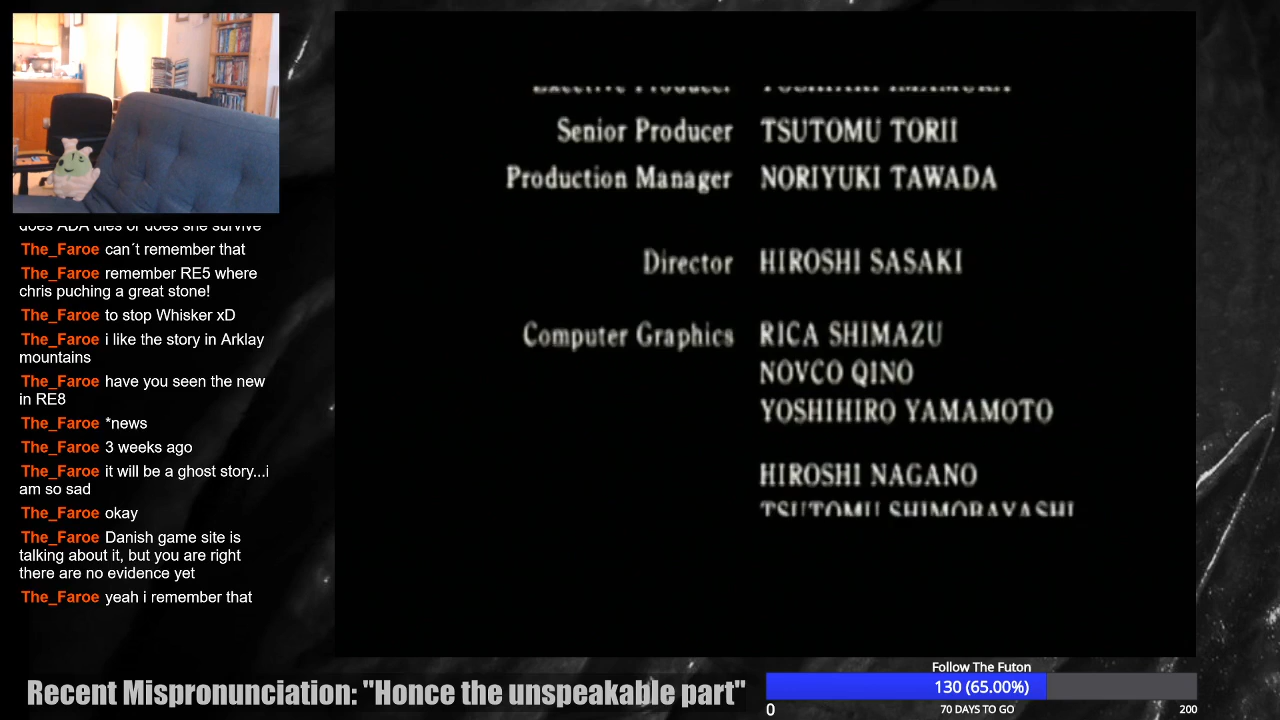 does ADA dies or does she survive
The_Faroe can´t remember that
The_Faroe remember RE5 where
chris puching a great stone!
The_Faroe to stop Whisker xD
The_Faroe i like the story in Arklay
mountains
The_Faroe have you seen the new
in RE8
The_Faroe *news
The_Faroe 3 weeks ago
The_Faroe it will be a ghost story...i
am so sad
The_Faroe okay
The_Faroe Danish game site is
talking about it, but you are right
there are no evidence yet
The_Faroe yeah i remember that
Producer
Senior Producer TSUTOMU TORII
Production Manager NORIYUKI TAWADA
Director HIROSHI SASAKI
Computer Graphics RICA SHIMAZU
NOVCO QINO
YOSHIHIRO YAMAMOTO
HIROSHI NAGANO
TSUTOMU SHIMOBAYASHI
Recent Mispronunciation: "Honce the unspeakable part"
Follow The Futon
130 (65.00%)
0 70 DAYS TO GO 200